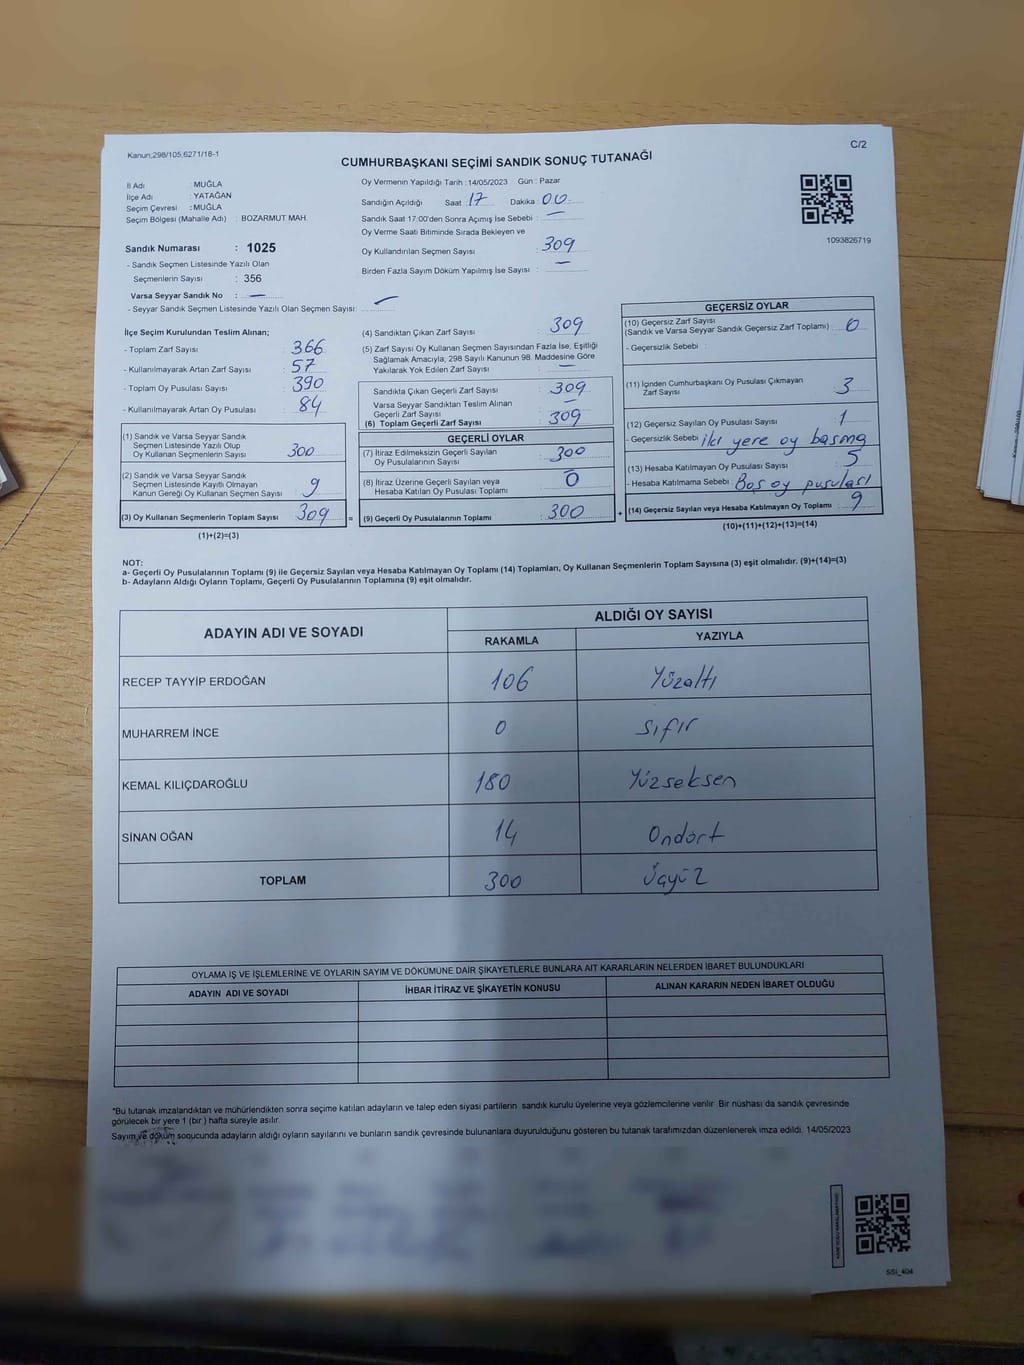 Kanun;298/105;6271/18-1
C/2
CUMHURBAŞKANI SEÇİMİ SANDIK SONUÇ TUTANAĞI
İl Adı : MUĞLA
İlçe Adı : YATAĞAN
Seçim Çevresi : MUĞLA
Seçim Bölgesi (Mahalle Adı) : BOZARMUT MAH.
Sandık Numarası : 1025
- Sandık Seçmen Listesinde Yazılı Olan
Seçmenlerin Sayısı : 356
Varsa Seyyar Sandık No : —
- Seyyar Sandık Seçmen Listesinde Yazılı Olan Seçmen Sayısı: —
Oy Vermenin Yapıldığı Tarih :14/05/2023 Gün : Pazar
Sandığın Açıldığı Saat : 17 Dakika : 00
Sandık Saat 17:00'den Sonra Açımış İse Sebebi : —
Oy Verme Saati Bitiminde Sırada Bekleyen ve
Oy Kullandırılan Seçmen Sayısı : 309
Birden Fazla Sayım Döküm Yapılmış İse Sayısı : —
1093826719
İlçe Seçim Kurulundan Teslim Alınan;
- Toplam Zarf Sayısı : 366
- Kullanılmayarak Artan Zarf Sayısı : 57
- Toplam Oy Pusulası Sayısı : 390
- Kullanılmayarak Artan Oy Pusulası : 84
(1) Sandık ve Varsa Seyyar Sandık
Seçmen Listesinde Yazılı Olup
Oy Kullanan Seçmenlerin Sayısı : 300
(2) Sandık ve Varsa Seyyar Sandık
Seçmen Listesinde Kayıtlı Olmayan
Kanun Gereği Oy Kullanan Seçmen Sayısı : 9
(3) Oy Kullanan Seçmenlerin Toplam Sayısı : 309 =
(1)+(2)=(3)
(4) Sandıktan Çıkan Zarf Sayısı : 309
(5) Zarf Sayısı Oy Kullanan Seçmen Sayısından Fazla İse, Eşitliği
Sağlamak Amacıyla; 298 Sayılı Kanunun 98. Maddesine Göre
Yakılarak Yok Edilen Zarf Sayısı : —
Sandıkta Çıkan Geçerli Zarf Sayısı : 309
Varsa Seyyar Sandıktan Teslim Alınan
Geçerli Zarf Sayısı : —
(6) Toplam Geçerli Zarf Sayısı : 309
GEÇERLİ OYLAR
(7) İtiraz Edilmeksizin Geçerli Sayılan
Oy Pusulalarının Sayısı : 300
(8) İtiraz Üzerine Geçerli Sayılan veya
Hesaba Katılan Oy Pusulası Toplamı : 0
(9) Geçerli Oy Pusulalarının Toplamı : 300 +
GEÇERSİZ OYLAR
(10) Geçersiz Zarf Sayısı
(Sandık ve Varsa Seyyar Sandık Geçersiz Zarf Toplamı) : 0
- Geçersizlik Sebebi :
(11) İçinden Cumhurbaşkanı Oy Pusulası Çıkmayan
Zarf Sayısı : 3
(12) Geçersiz Sayılan Oy Pusulası Sayısı : 1
- Geçersizlik Sebebi : iki yere oy basma
(13) Hesaba Katılmayan Oy Pusulası Sayısı : 5
- Hesaba Katılmama Sebebi : Boş oy pusulası
(14) Geçersiz Sayılan veya Hesaba Katılmayan Oy Toplamı : 9
(10)+(11)+(12)+(13)=(14)
NOT:
a- Geçerli Oy Pusulalarının Toplamı (9) ile Geçersiz Sayılan veya Hesaba Katılmayan Oy Toplamı (14) Toplamları, Oy Kullanan Seçmenlerin Toplam Sayısına (3) eşit olmalıdır. (9)+(14)=(3)
b- Adayların Aldığı Oyların Toplamı, Geçerli Oy Pusulalarının Toplamına (9) eşit olmalıdır.
ADAYIN ADI VE SOYADI
ALDIĞI OY SAYISI
RAKAMLA YAZIYLA
RECEP TAYYİP ERDOĞAN 106 Yüzaltı
MUHARREM İNCE 0 Sıfır
KEMAL KILIÇDAROĞLU 180 Yüzseksen
SİNAN OĞAN 14 Ondört
TOPLAM 300 Üçyüz
OYLAMA İŞ VE İŞLEMLERİNE VE OYLARIN SAYIM VE DÖKÜMÜNE DAİR ŞİKAYETLERLE BUNLARA AİT KARARLARIN NELERDEN İBARET BULUNDUKLARI
ADAYIN ADI VE SOYADI İHBAR İTİRAZ VE ŞİKAYETİN KONUSU ALINAN KARARIN NEDEN İBARET OLDUĞU
*Bu tutanak imzalandıktan ve mühürlendikten sonra seçime katılan adayların ve talep eden siyasi partilerin sandık kurulu üyelerine veya gözlemcilerine verilir. Bir nüshası da sandık çevresinde
görülecek bir yere 1 (bir ) hafta süreyle asılır.
Sayım ve döküm sonucunda adayların aldığı oyların sayılarını ve bunların sandık çevresinde bulunanlara duyurulduğunu gösteren bu tutanak tarafımızdan düzenlenerek imza edildi. 14/05/2023
SSI_404